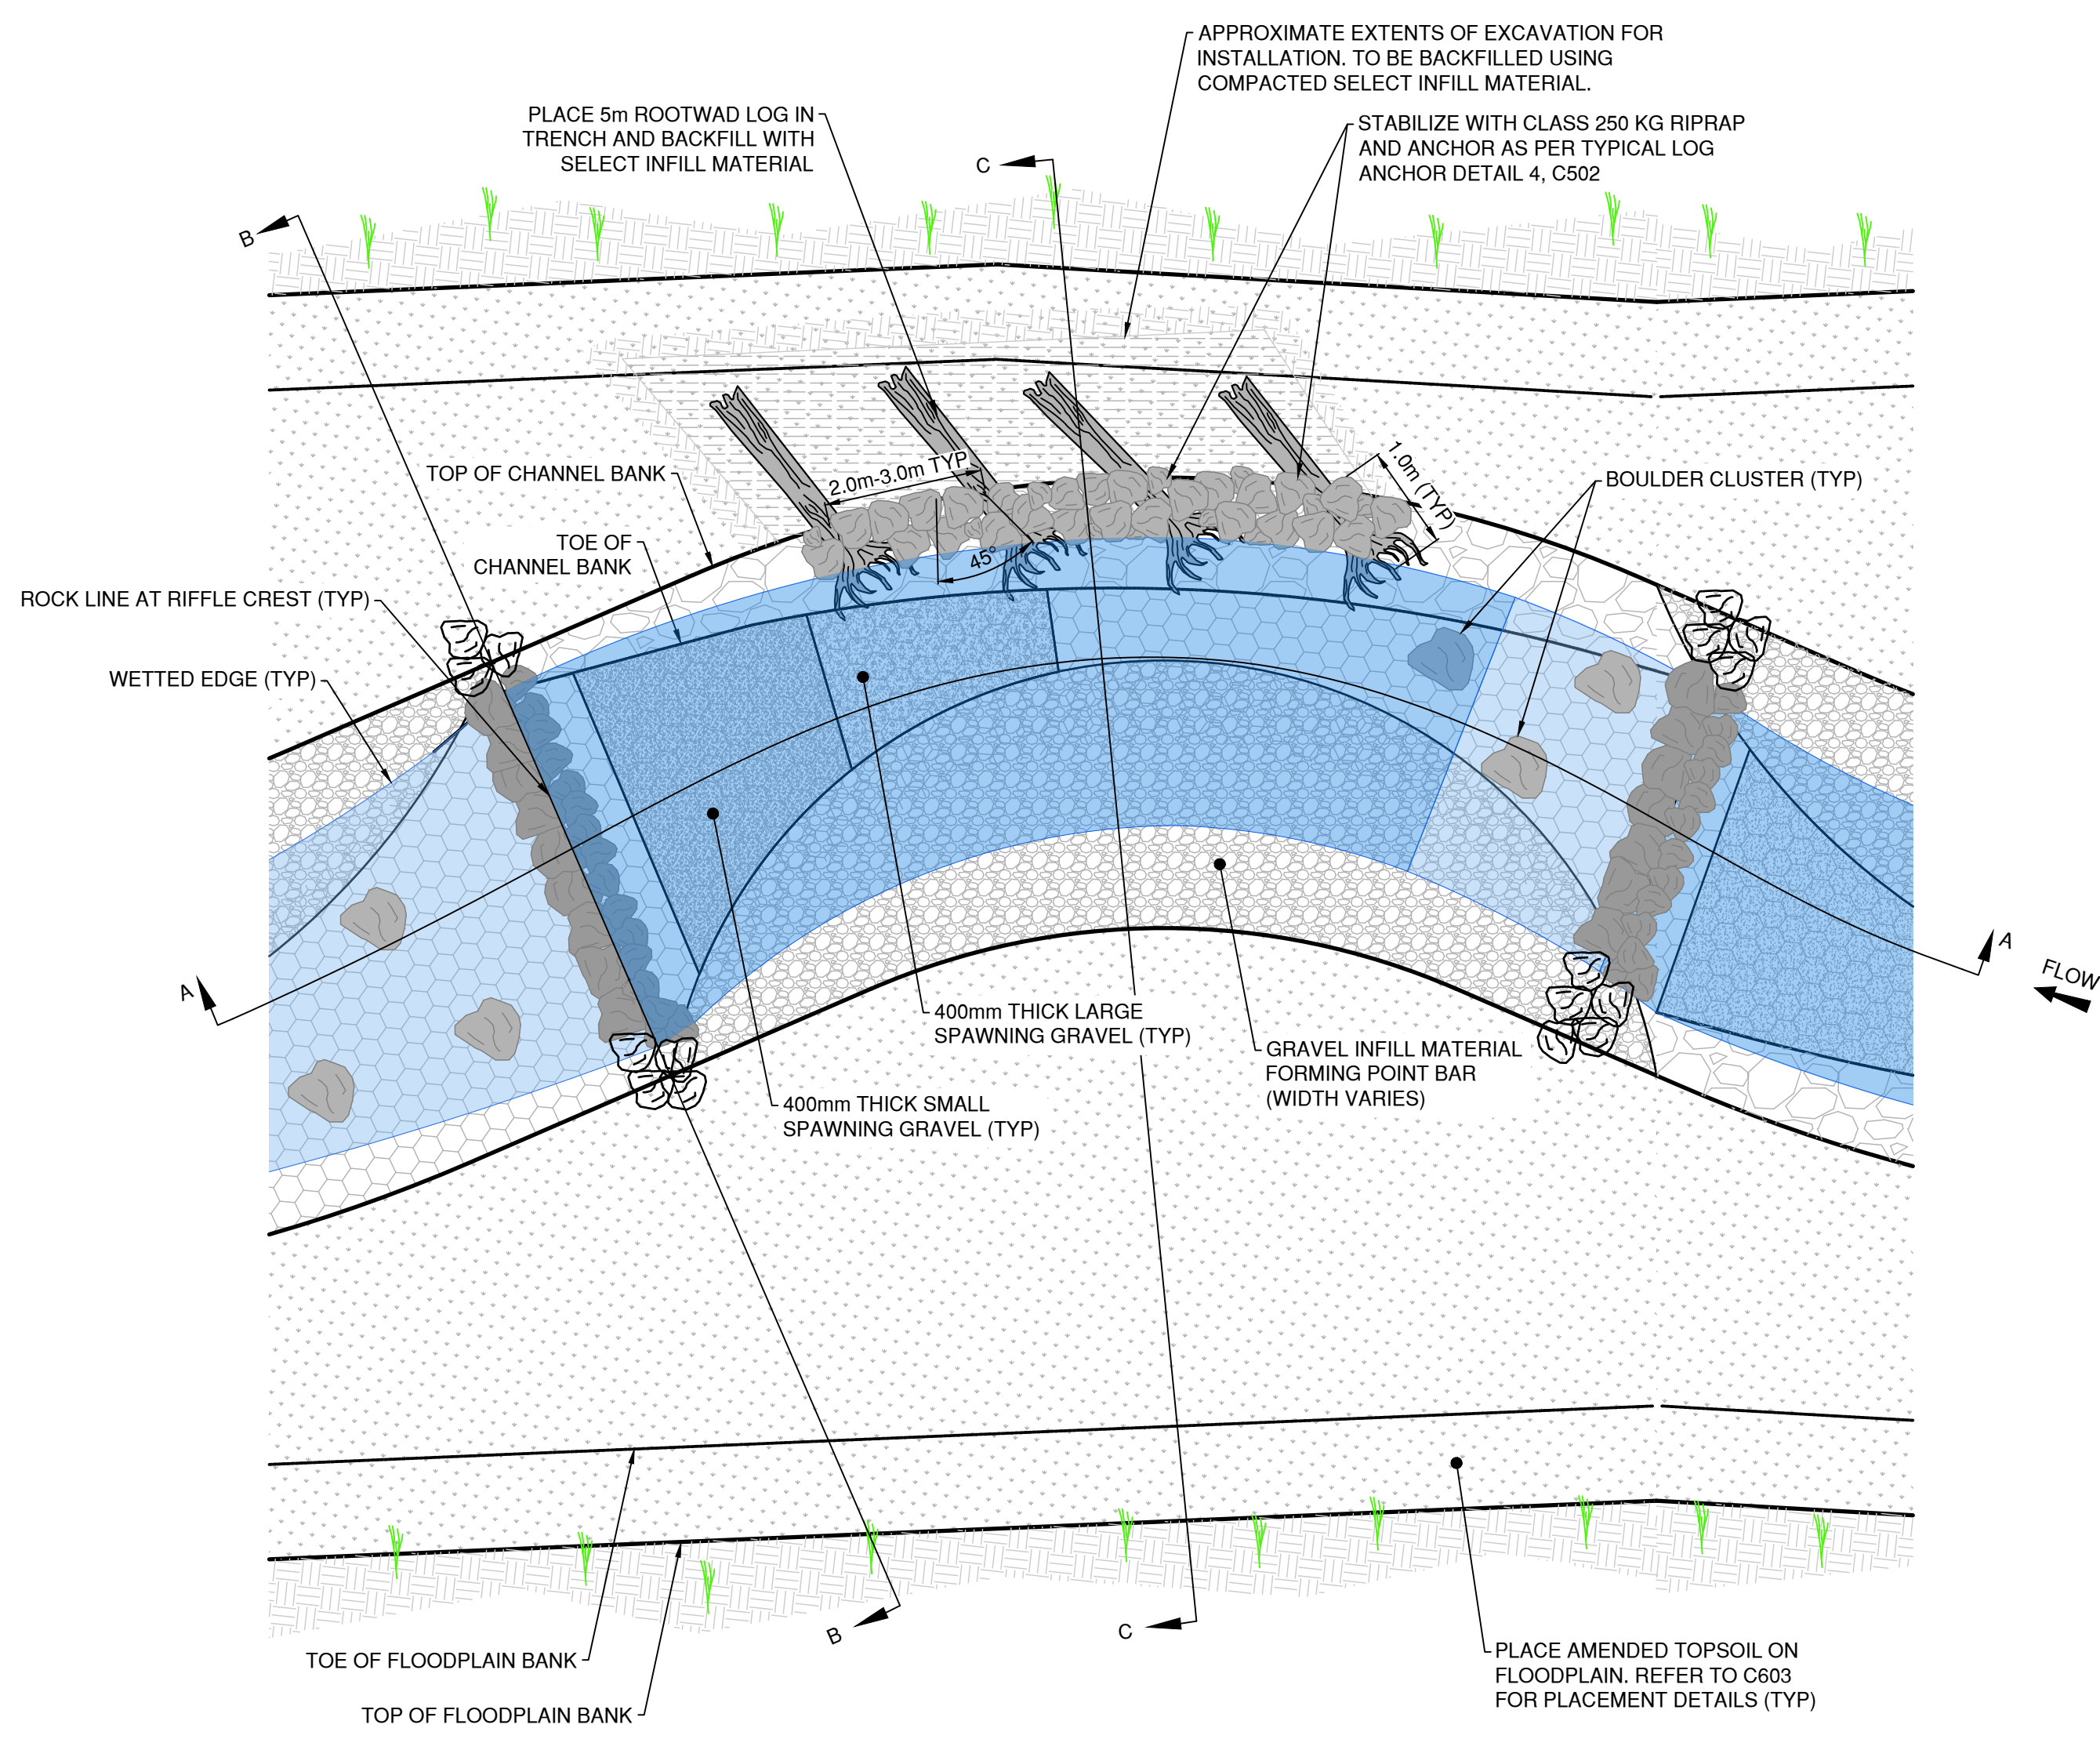 APPROXIMATE EXTENTS OF EXCAVATION FOR
INSTALLATION. TO BE BACKFILLED USING
COMPACTED SELECT INFILL MATERIAL.
PLACE 5m ROOTWAD LOG IN
TRENCH AND BACKFILL WITH
SELECT INFILL MATERIAL
STABILIZE WITH CLASS 250 KG RIPRAP
AND ANCHOR AS PER TYPICAL LOG
ANCHOR DETAIL 4, C502
C
B
TOP OF CHANNEL BANK
2.0m-3.0m TYP
1.0m (TYP)
BOULDER CLUSTER (TYP)
TOE OF
CHANNEL BANK
45°
ROCK LINE AT RIFFLE CREST (TYP)
WETTED EDGE (TYP)
A
A
FLOW
400mm THICK LARGE
SPAWNING GRAVEL (TYP)
GRAVEL INFILL MATERIAL
FORMING POINT BAR
(WIDTH VARIES)
400mm THICK SMALL
SPAWNING GRAVEL (TYP)
B
C
TOE OF FLOODPLAIN BANK
TOP OF FLOODPLAIN BANK
PLACE AMENDED TOPSOIL ON
FLOODPLAIN. REFER TO C603
FOR PLACEMENT DETAILS (TYP)